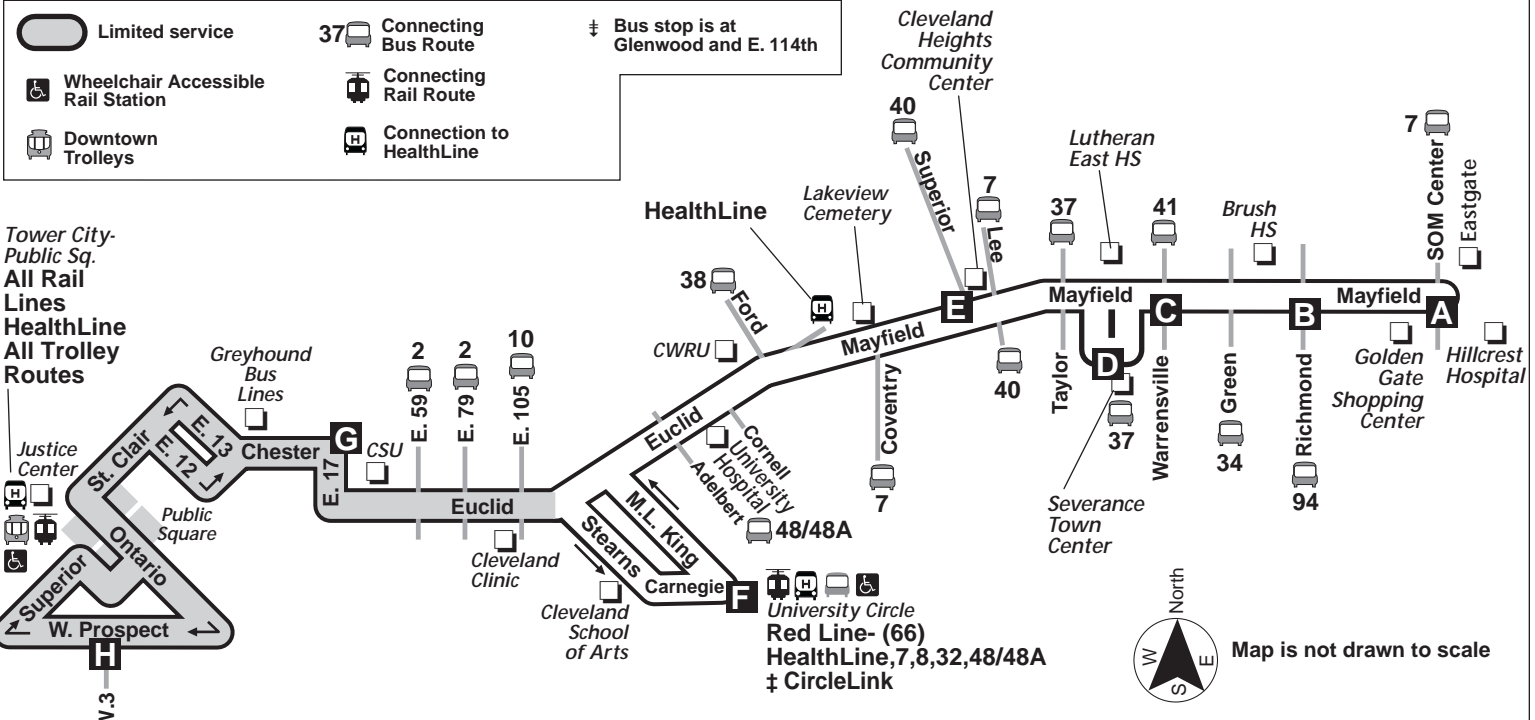 Limited service
Wheelchair Accessible
Rail Station
Downtown
Trolleys
37
Connecting
Bus Route
Connecting
Rail Route
H
Connection to
HealthLine
‡
Bus stop is at
Glenwood and E. 114th
Tower City-
Public Sq.
All Rail
Lines
HealthLine
All Trolley
Routes
Justice
Center
H
Greyhound
Bus
Lines
St. Clair
E. 13
E. 12
Chester
G
E. 17
CSU
Public
Square
Ontario
Superior
W. Prospect
H
W.3
2
E. 59
2
E. 79
10
E. 105
Euclid
Cleveland
Clinic
Cleveland
School
of Arts
Stearns
M.L. King
Carnegie
F
H
University Circle
Red Line- (66)
HealthLine,7,8,32,48/48A
‡ CircleLink
Euclid
Adelbert
Cornell
University
Hospital
48/48A
38
Ford
CWRU
HealthLine
H
Lakeview
Cemetery
Mayfield
Coventry
7
40
Superior
E
Cleveland
Heights
Community
Center
7
Lee
40
37
Taylor
Mayfield
Lutheran
East HS
D
37
Severance
Town
Center
41
C
Warrensville
Green
34
Brush
HS
B
Richmond
94
Mayfield
7
SOM Center
Eastgate
A
Golden
Gate
Shopping
Center
Hillcrest
Hospital
North
W
E
S
Map is not drawn to scale